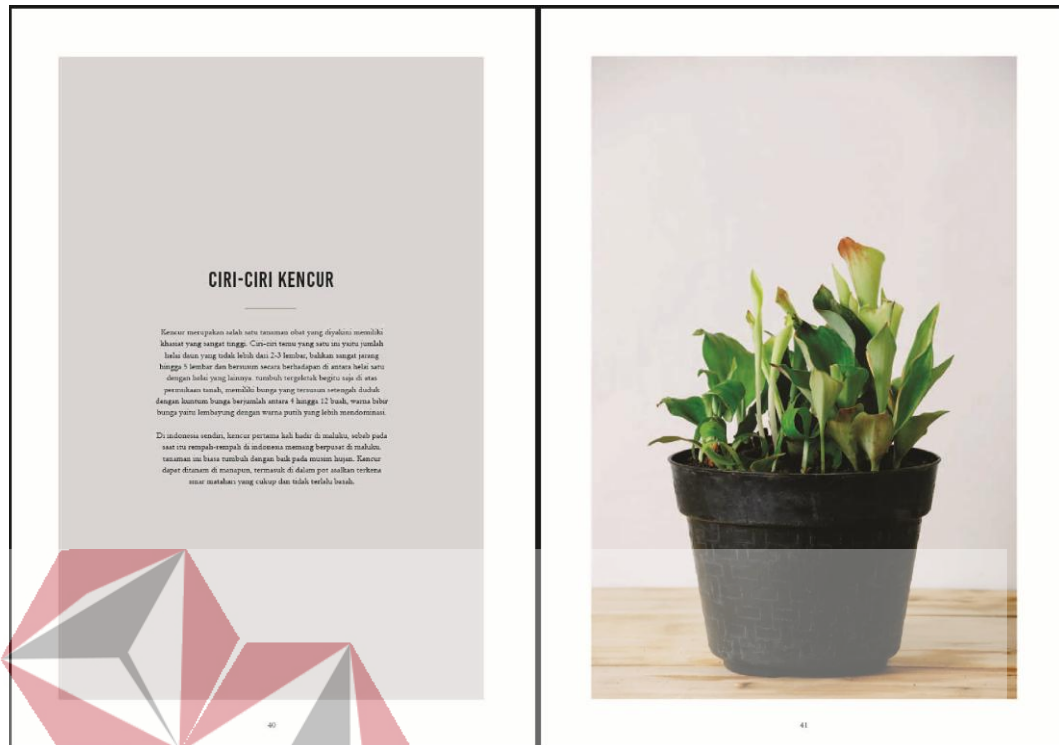 CIRI-CIRI KENCUR
Kencur merupakan salah satu tanaman obat yang diyakini memiliki
khasiat yang sangat tinggi. Ciri-ciri temu yang satu ini yaitu jumlah
helai daun yang tidak lebih dari 2-3 lembar, bahkan sangat jarang
hingga 5 lembar dan bersusun secara berhadapan di antara helai satu
dengan helai yang lainnya. tumbuh tergeletak begitu saja di atas
permukaan tanah, memiliki bunga yang tersusun setengah duduk
dengan kuntum bunga berjumlah antara 4 hingga 12 buah, warna bibir
bunga yaitu lembayung dengan warna putih yang lebih mendominasi.
Di indonesia sendiri, kencur pertama kali hadir di maluku, sebab pada
saat itu rempah-rempah di indonesia memang berpusat di maluku.
tanaman ini biasa tumbuh dengan baik pada musim hujan. Kencur
dapat ditanam di manapun, termasuk di dalam pot asalkan terkena
sinar matahari yang cukup dan tidak terlalu basah.
40
41